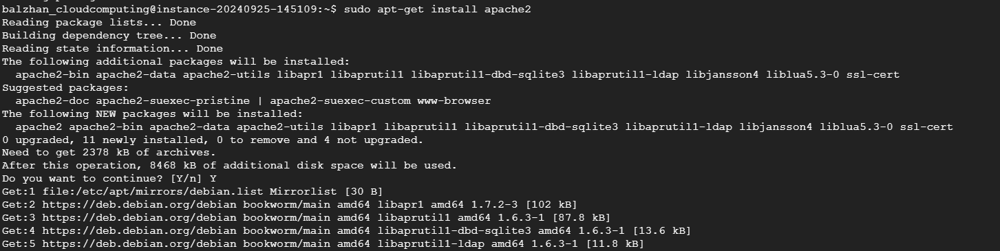 balzhan_cloudcomputing@instance-20240925-145109:~$ sudo apt-get install apache2
Reading package lists... Done
Building dependency tree... Done
Reading state information... Done
The following additional packages will be installed:
  apache2-bin apache2-data apache2-utils libapr1 libaprutil1 libaprutil1-dbd-sqlite3 libaprutil1-ldap libjansson4 liblua5.3-0 ssl-cert
Suggested packages:
  apache2-doc apache2-suexec-pristine | apache2-suexec-custom www-browser
The following NEW packages will be installed:
  apache2 apache2-bin apache2-data apache2-utils libapr1 libaprutil1 libaprutil1-dbd-sqlite3 libaprutil1-ldap libjansson4 liblua5.3-0 ssl-cert
0 upgraded, 11 newly installed, 0 to remove and 4 not upgraded.
Need to get 2378 kB of archives.
After this operation, 8468 kB of additional disk space will be used.
Do you want to continue? [Y/n] Y
Get:1 file:/etc/apt/mirrors/debian.list Mirrorlist [30 B]
Get:2 https://deb.debian.org/debian bookworm/main amd64 libapr1 amd64 1.7.2-3 [102 kB]
Get:3 https://deb.debian.org/debian bookworm/main amd64 libaprutil1 amd64 1.6.3-1 [87.8 kB]
Get:4 https://deb.debian.org/debian bookworm/main amd64 libaprutil1-dbd-sqlite3 amd64 1.6.3-1 [13.6 kB]
Get:5 https://deb.debian.org/debian bookworm/main amd64 libaprutil1-ldap amd64 1.6.3-1 [11.8 kB]